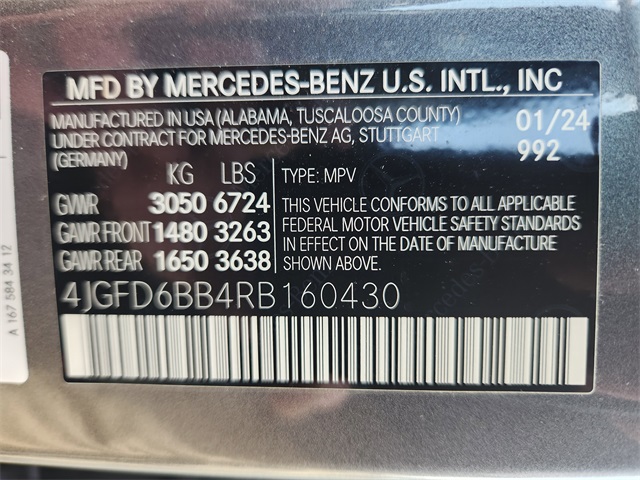 MFD BY MERCEDES-BENZ U.S. INTL., INC
MANUFACTURED IN USA (ALABAMA, TUSCALOOSA COUNTY)
UNDER CONTRACT FOR MERCEDES-BENZ AG, STUTTGART
(GERMANY)
01/24
992
KG LBS
GVWR 3050 6724
GAWR FRONT 1480 3263
GAWR REAR 1650 3638
TYPE: MPV
THIS VEHICLE CONFORMS TO ALL APPLICABLE
FEDERAL MOTOR VEHICLE SAFETY STANDARDS
IN EFFECT ON THE DATE OF MANUFACTURE
4JGFD6BB4RB160430
A 167 584 34 12